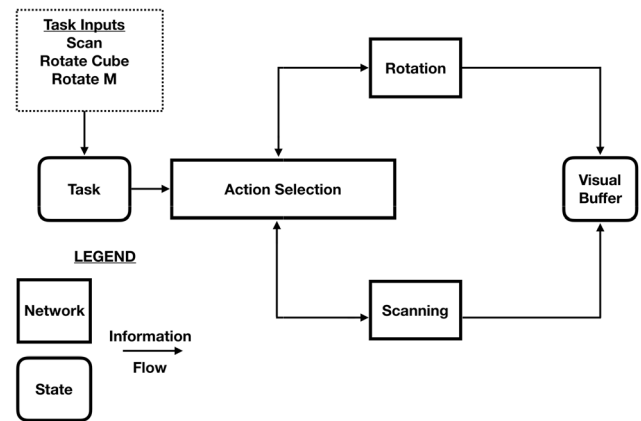 Task Inputs
Scan
Rotate Cube
Rotate M
Rotation
Task
Action Selection
Visual
Buffer
LEGEND
Network
Scanning
Information
Flow
State